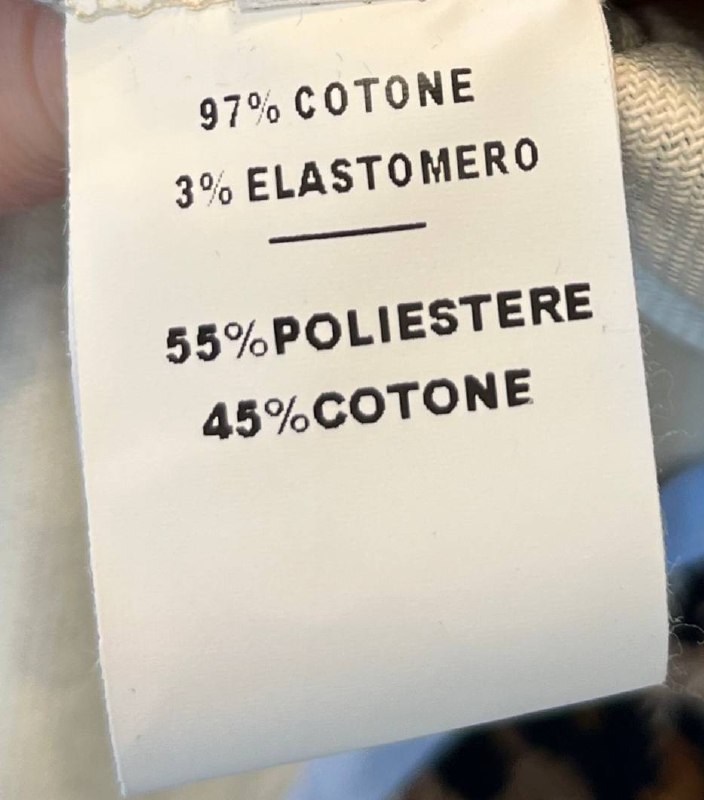 97% COTONE
3% ELASTOMERO
55%POLIESTERE
45%COTONE